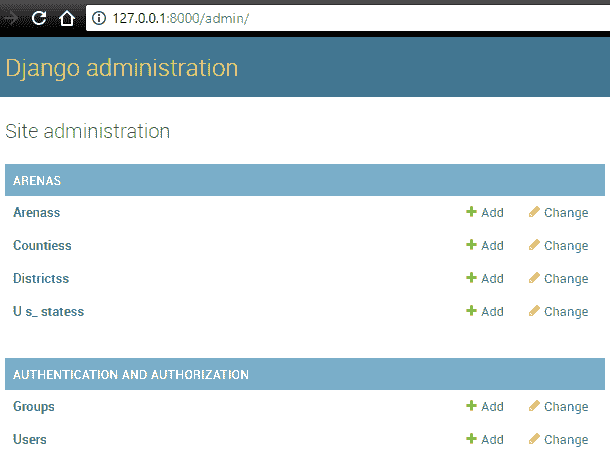 127.0.0.1:8000/admin/
Django administration
Site administration
ARENAS
Arenass Add Change
Countiess Add Change
Districtss Add Change
U s_ statess Add Change
AUTHENTICATION AND AUTHORIZATION
Groups Add Change
Users Add Change